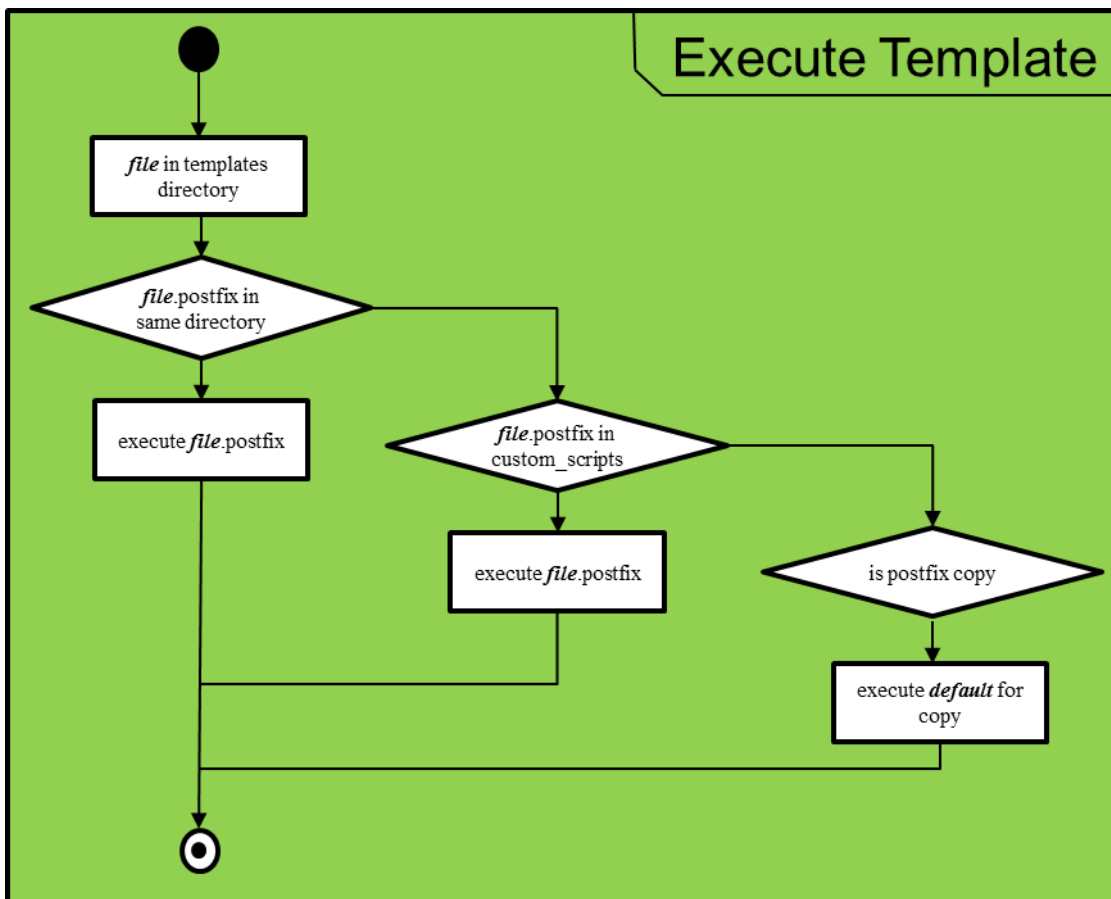 Execute Template
file in templates
directory
file.postfix in
same directory
execute file.postfix
file.postfix in
custom_scripts
execute file.postfix
is postfix copy
execute default for
copy